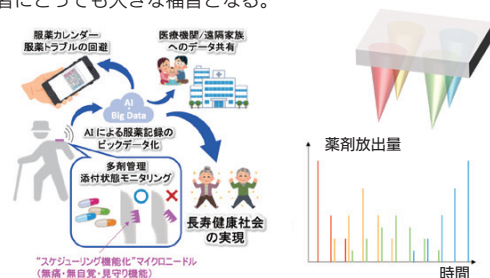 者にとっても大きな福音となる。
服薬カレンダー
服薬トラブルの回避
医療機関/遠隔家族
へのデータ共有
AI
Big Data
AIによる服薬記録の
ビックデータ化
多剤管理
添付状態モニタリング
長寿健康社会
の実現
“スケジューリング機能化”マイクロニードル
(無痛・無自覚・見守り機能)
薬剤放出量
時間